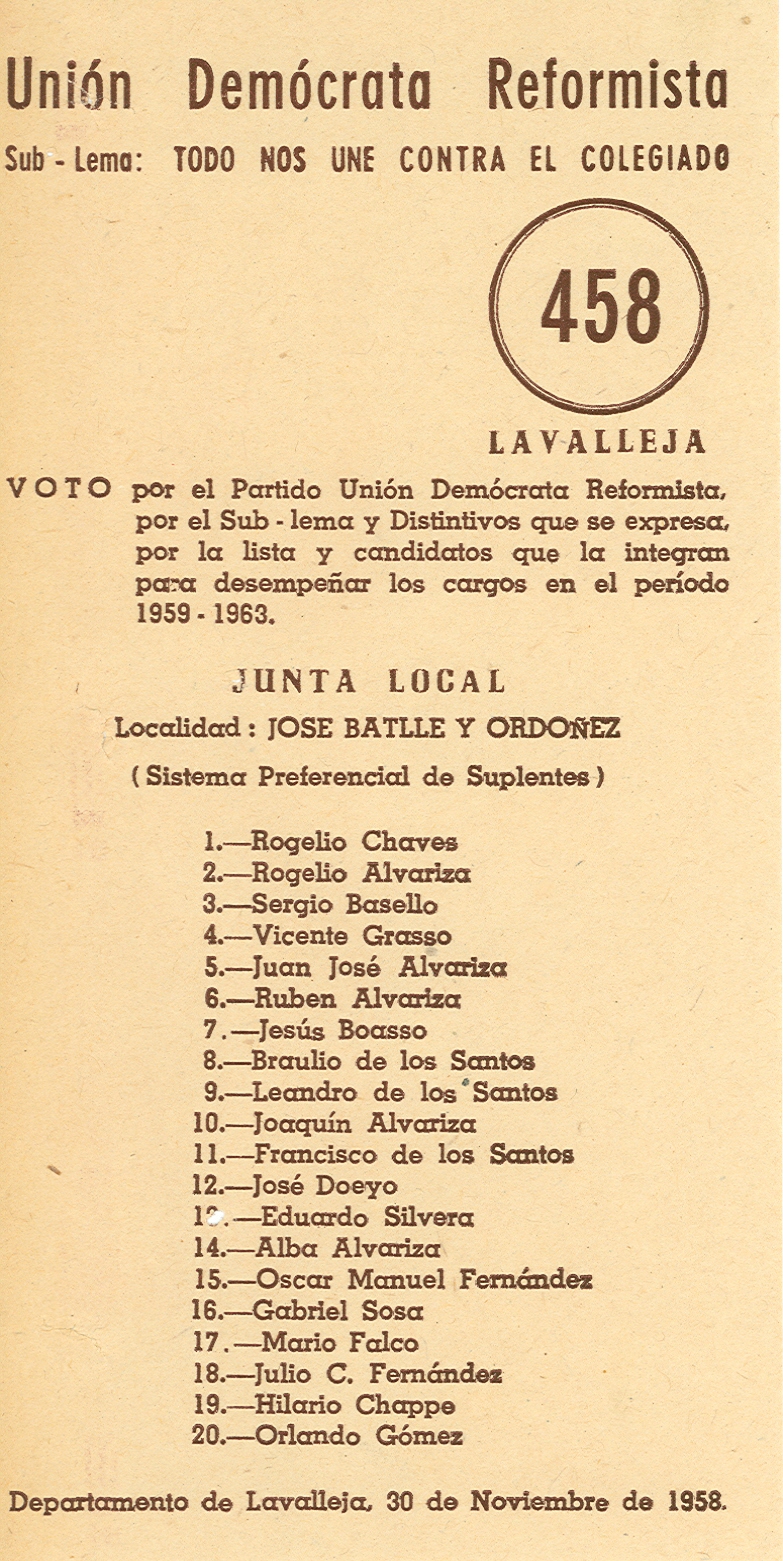 Unión Demócrata Reformista
Sub - Lema: TODO NOS UNE CONTRA EL COLEGIADO
458
LAVALLEJA
VOTO por el Partido Unión Demócrata Reformista,
por el Sub - lema y Distintivos que se expresa,
por la lista y candidatos que la integran
para desempeñar los cargos en el período
1959 - 1963.
JUNTA LOCAL
Localidad : JOSE BATLLE Y ORDOÑEZ
( Sistema Preferencial de Suplentes )
1.—Rogelio Chaves
2.—Rogelio Alvariza
3.—Sergio Basello
4.—Vicente Grasso
5.—Juan José Alvariza
6.—Ruben Alvariza
7.—Jesús Boasso
8.—Braulio de los Santos
9.—Leandro de los Santos
10.—Joaquín Alvariza
11.—Francisco de los Santos
12.—José Doeyo
13.—Eduardo Silvera
14.—Alba Alvariza
15.—Oscar Manuel Fernández
16.—Gabriel Sosa
17.—Mario Falco
18.—Julio C. Fernández
19.—Hilario Chappe
20.—Orlando Gómez
Departamento de Lavalleja, 30 de Noviembre de 1958.